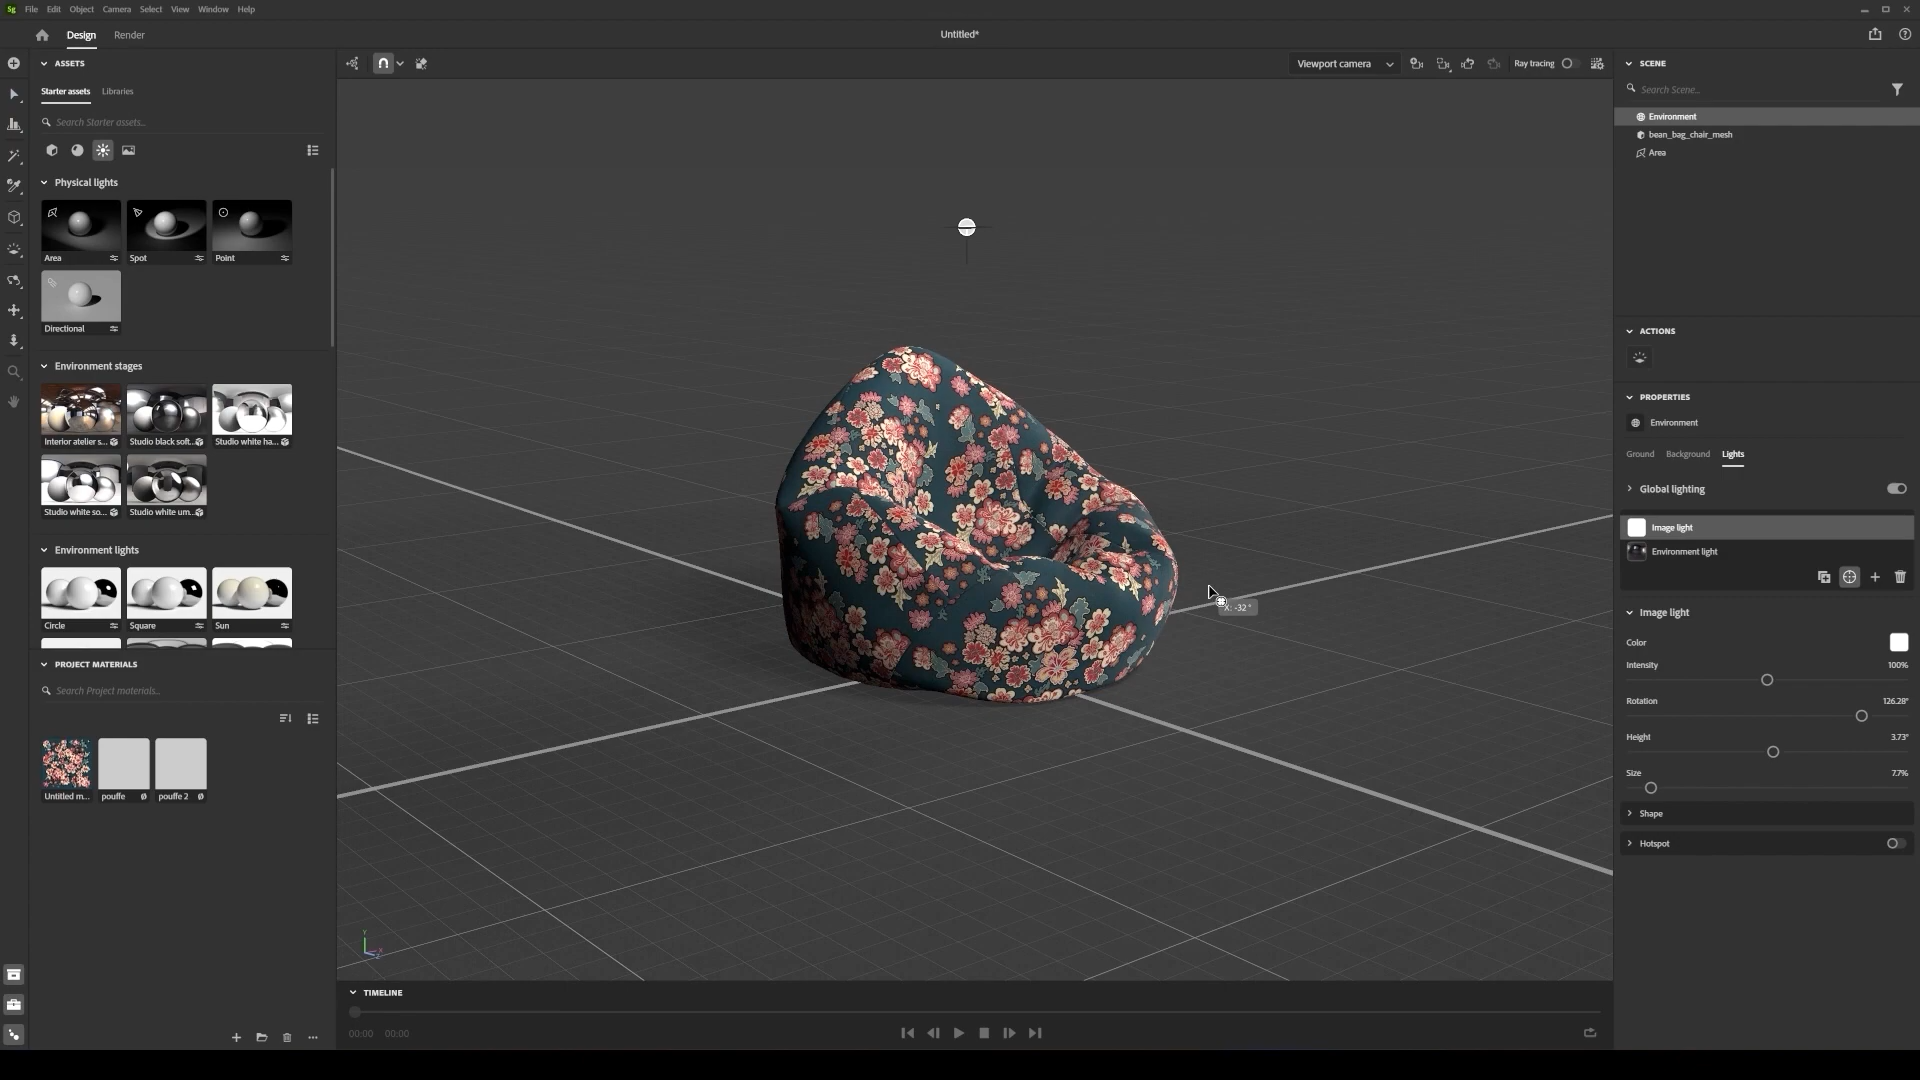 Sg File Edit Object Camera Select View Window Help
Design Render Untitled*
ASSETS
Starter assets Libraries
Search Starter assets...
Physical lights
Area Spot Point
Directional
Environment stages
Interior atelier s... Studio black soft... Studio white ha...
Studio white so... Studio white um...
Environment lights
Circle Square Sun
PROJECT MATERIALS
Search Project materials...
Untitled m... pouffe pouffe 2
Viewport camera Ray tracing
X: -32°
Y
TIMELINE
00:00 00:00
SCENE
Search Scene...
Environment
bean_bag_chair_mesh
Area
ACTIONS
PROPERTIES
Environment
Ground Background Lights
Global lighting
Image light
Environment light
Image light
Color
Intensity 100%
Rotation 126.28°
Height 3.73°
Size 7.7%
Shape
Hotspot